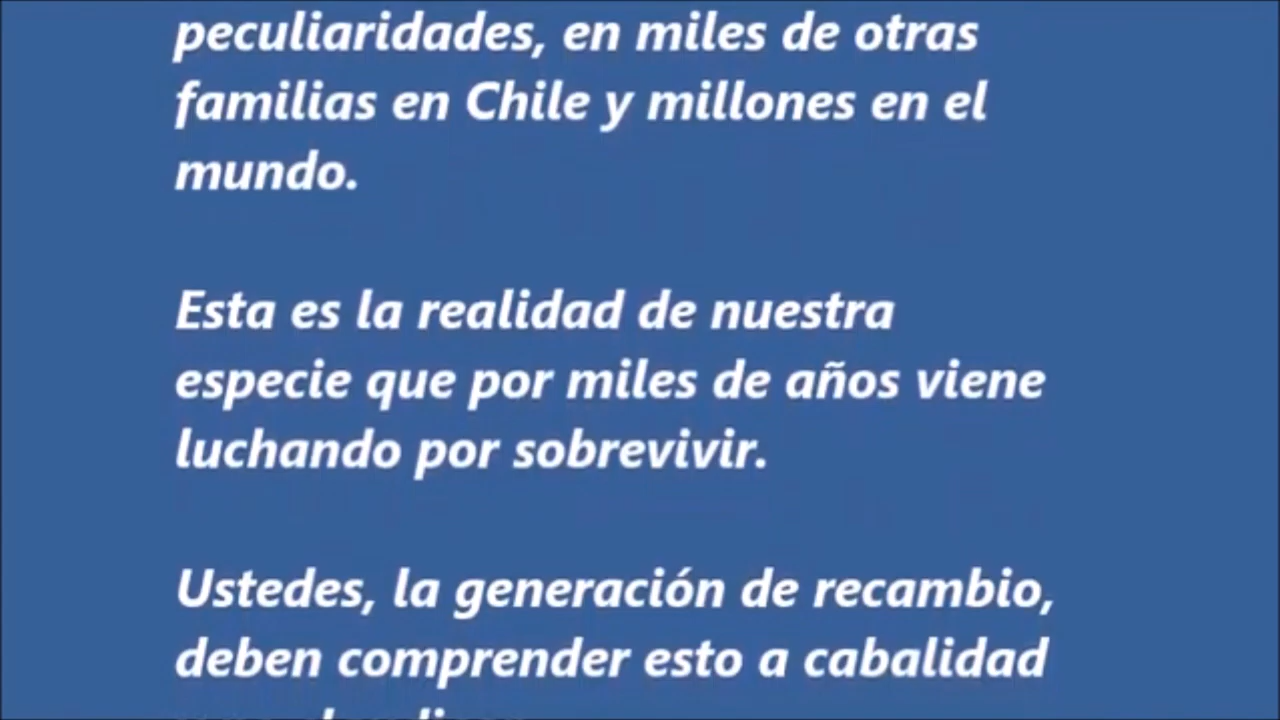 peculiaridades, en miles de otras
familias en Chile y millones en el
mundo.
Esta es la realidad de nuestra
especie que por miles de años viene
luchando por sobrevivir.
Ustedes, la generación de recambio,
deben comprender esto a cabalidad